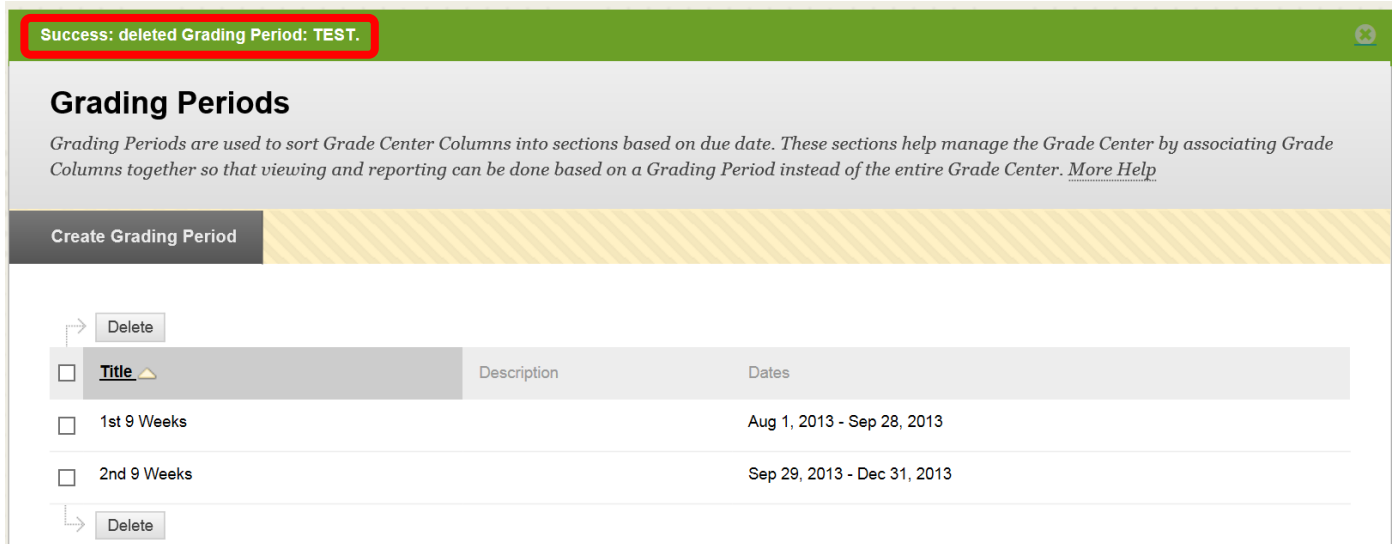 Success: deleted Grading Period: TEST.
Grading Periods
Grading Periods are used to sort Grade Center Columns into sections based on due date. These sections help manage the Grade Center by associating Grade
Columns together so that viewing and reporting can be done based on a Grading Period instead of the entire Grade Center. More Help
Create Grading Period
Delete
Title Description Dates
1st 9 Weeks Aug 1, 2013 - Sep 28, 2013
2nd 9 Weeks Sep 29, 2013 - Dec 31, 2013
Delete